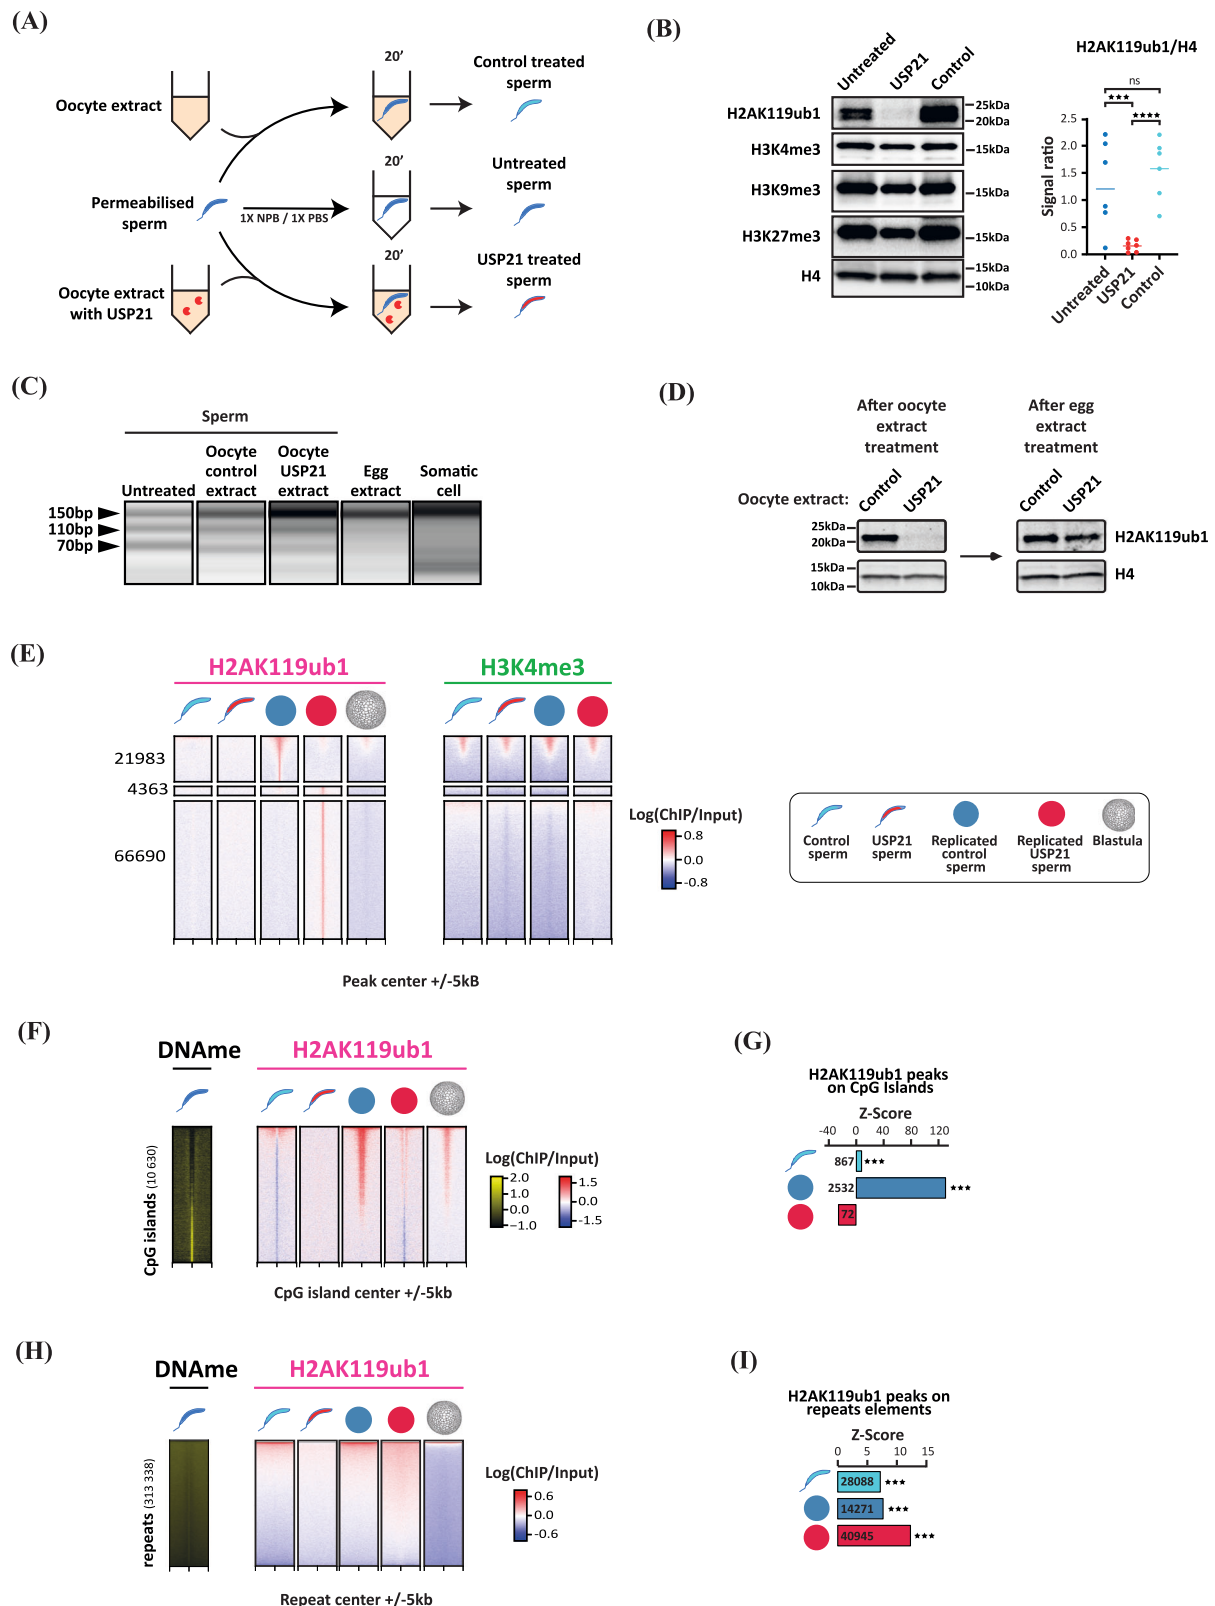 (A)
20'
Control treated
sperm
Oocyte extract
20'
Untreated
sperm
Permeabilised
sperm
1X NPB / 1X PBS
20'
USP21 treated
sperm
Oocyte extract
with USP21
(B)
Untreated
USP21
Control
H2AK119ub1
25kDa
20kDa
H3K4me3
15kDa
H3K9me3
15kDa
H3K27me3
15kDa
H4
15kDa
10kDa
H2AK119ub1/H4
ns
★★★
★★★★
Signal ratio
2.5
2.0
1.5
1.0
0.5
0.0
Untreated
USP21
Control
(C)
Sperm
Untreated
Oocyte
control
extract
Oocyte
USP21
extract
Egg
extract
Somatic
cell
150bp
110bp
70bp
(D)
After oocyte
extract
treatment
After egg
extract
treatment
Oocyte extract:
Control
USP21
Control
USP21
25kDa
20kDa
H2AK119ub1
15kDa
10kDa
H4
(E)
H2AK119ub1
H3K4me3
21983
4363
66690
Log(ChIP/Input)
0.8
0.0
-0.8
Peak center +/-5kB
Control
sperm
USP21
sperm
Replicated
control
sperm
Replicated
USP21
sperm
Blastula
(F)
DNAme
H2AK119ub1
CpG islands (10 630)
Log(ChIP/Input)
2.0
1.0
0.0
−1.0
1.5
0.0
-1.5
CpG island center +/-5kb
(G)
H2AK119ub1 peaks
on CpG Islands
Z-Score
-40 0 40 80 120
867 ★★★
2532 ★★★
72
(H)
DNAme
H2AK119ub1
repeats (313 338)
Log(ChIP/Input)
0.6
0.0
-0.6
Repeat center +/-5kb
(I)
H2AK119ub1 peaks on
repeats elements
Z-Score
0 5 10 15
28088 ★★★
14271 ★★★
40945 ★★★